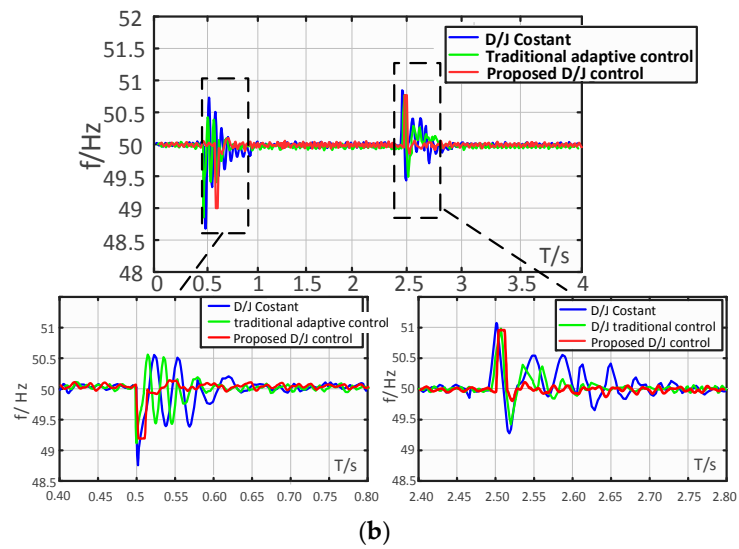 52
51.5
51
50.5
50
49.5
49
48.5
48
f/Hz
D/J Costant
Traditional adaptive control
Proposed D/J control
T/s
0 0.5 1 1.5 2 2.5 3 3.5 4
D/J Costant
traditional adaptive control
Proposed D/J control
51
50.5
50
49.5
49
48.5
f/ Hz
T/s
0.40 0.45 0.50 0.55 0.60 0.65 0.70 0.75 0.80
D/J Costant
D/J traditional control
Proposed D/J control
51
50.5
50
49.5
49
48.5
f/ Hz
T/s
2.40 2.45 2.50 2.55 2.60 2.65 2.70 2.75 2.80
(b)